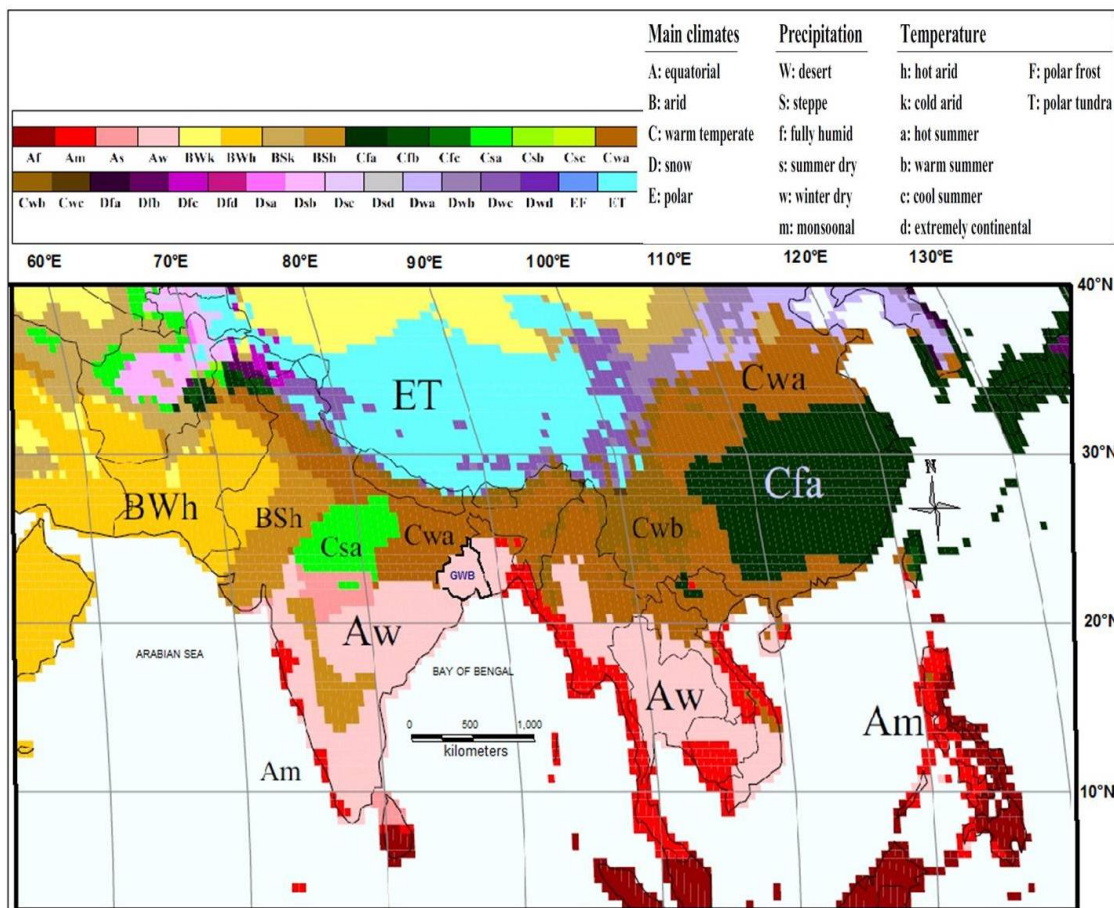 Main climates Precipitation Temperature
A: equatorial W: desert h: hot arid F: polar frost
B: arid S: steppe k: cold arid T: polar tundra
C: warm temperate f: fully humid a: hot summer
D: snow s: summer dry b: warm summer
E: polar w: winter dry c: cool summer
m: monsoonal d: extremely continental
Af Am As Aw BWk BWh BSk BSh Cfa Cfb Cfc Csa Csb Csc Cwa
Cwb Cwc Dfa Dfb Dfc Dfd Dsa Dsb Dsc Dsd Dwa Dwb Dwc Dwd EF ET
60°E 70°E 80°E 90°E 100°E 110°E 120°E 130°E
40°N
Cwa
ET
30°N
N
Cfa
BWh
BSh
Cwb
Cwa
Csa
GWB
20°N
Aw
ARABIAN SEA
BAY OF BENGAL
Aw
Am
0 500 1,000
kilometers
Am
10°N